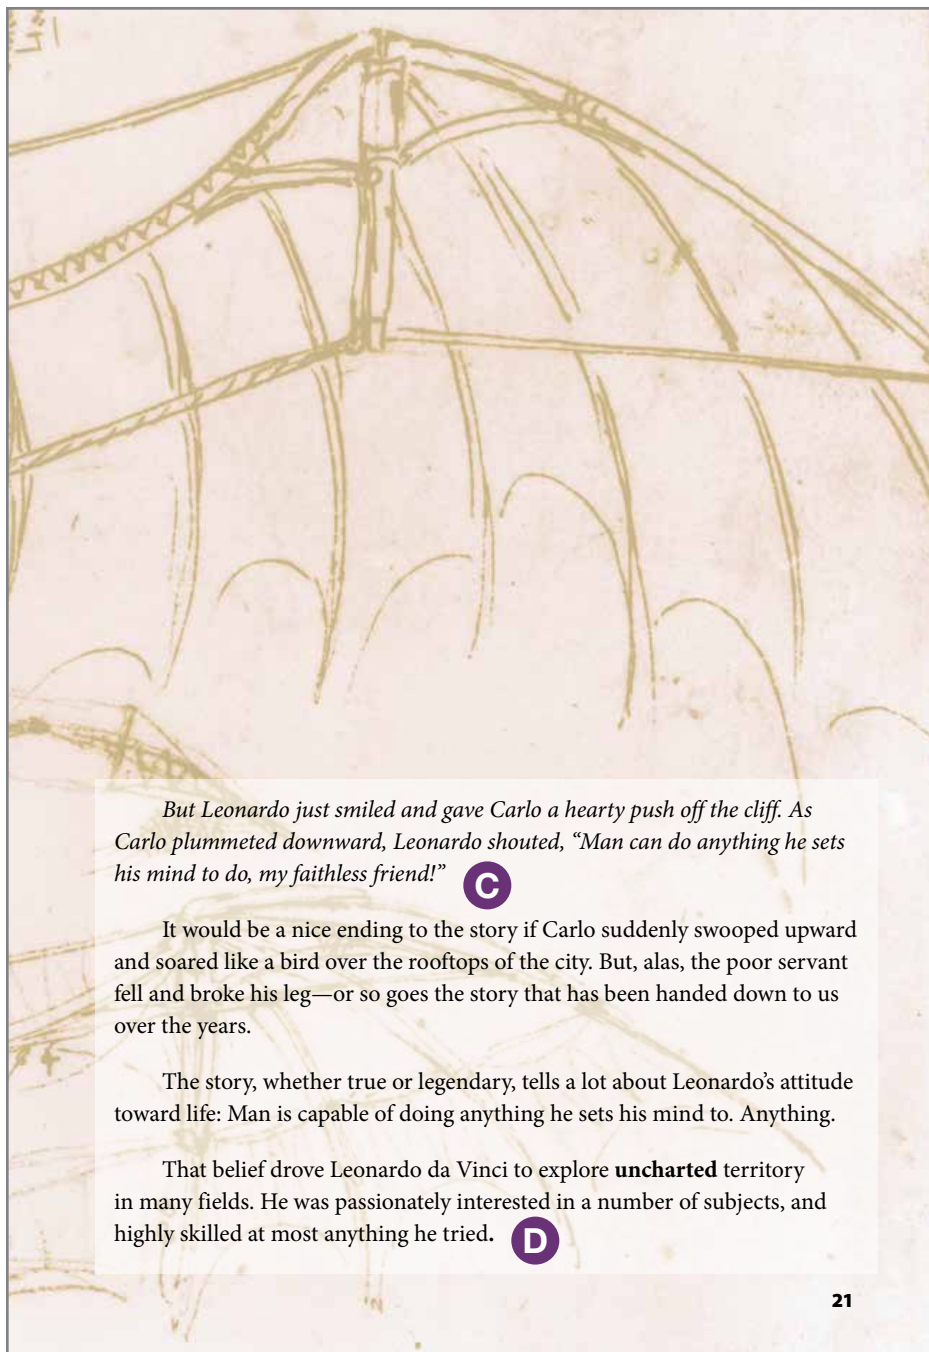 But Leonardo just smiled and gave Carlo a hearty push off the cliff. As
Carlo plummeted downward, Leonardo shouted, “Man can do anything he sets
his mind to do, my faithless friend!”
C
It would be a nice ending to the story if Carlo suddenly swooped upward
and soared like a bird over the rooftops of the city. But, alas, the poor servant
fell and broke his leg—or so goes the story that has been handed down to us
over the years.
The story, whether true or legendary, tells a lot about Leonardo’s attitude
toward life: Man is capable of doing anything he sets his mind to. Anything.
That belief drove Leonardo da Vinci to explore uncharted territory
in many fields. He was passionately interested in a number of subjects, and
highly skilled at most anything he tried.
D
21